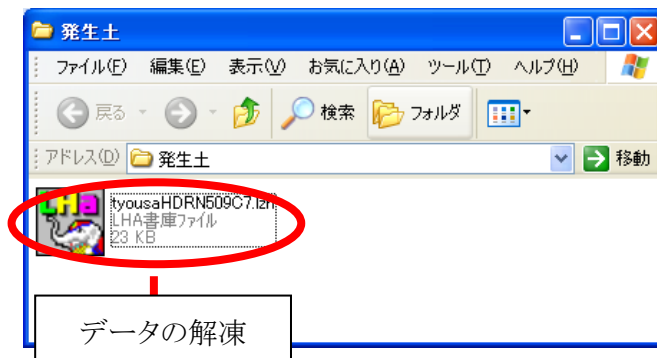 発生土
ファイル(F) 編集(E) 表示(V) お気に入り(A) ツール(T) ヘルプ(H)
戻る 検索 フォルダ
アドレス(D) 発生土 移動
LHa
tyousaHDRN509C7.lzh
LHA書庫ファイル
23 KB
データの解凍